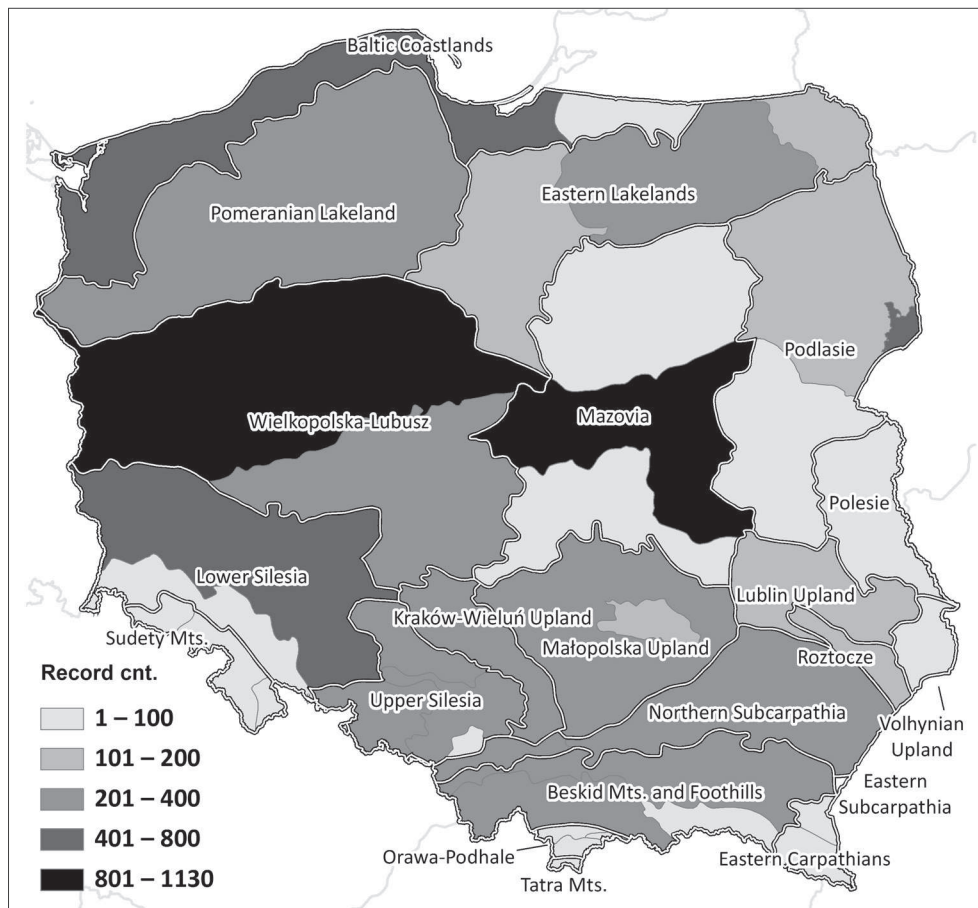 Baltic Coastlands
Pomeranian Lakeland
Eastern Lakelands
Podlasie
Wielkopolska-Lubusz
Mazovia
Polesie
Lower Silesia
Lublin Upland
Kraków-Wieluń Upland
Sudety Mts.
Małopolska Upland
Roztocze
Upper Silesia
Northern Subcarpathia
Volhynian
Upland
Beskid Mts. and Foothills
Eastern
Subcarpathia
Orawa-Podhale
Eastern Carpathians
Tatra Mts.
Record cnt.
1 – 100
101 – 200
201 – 400
401 – 800
801 – 1130